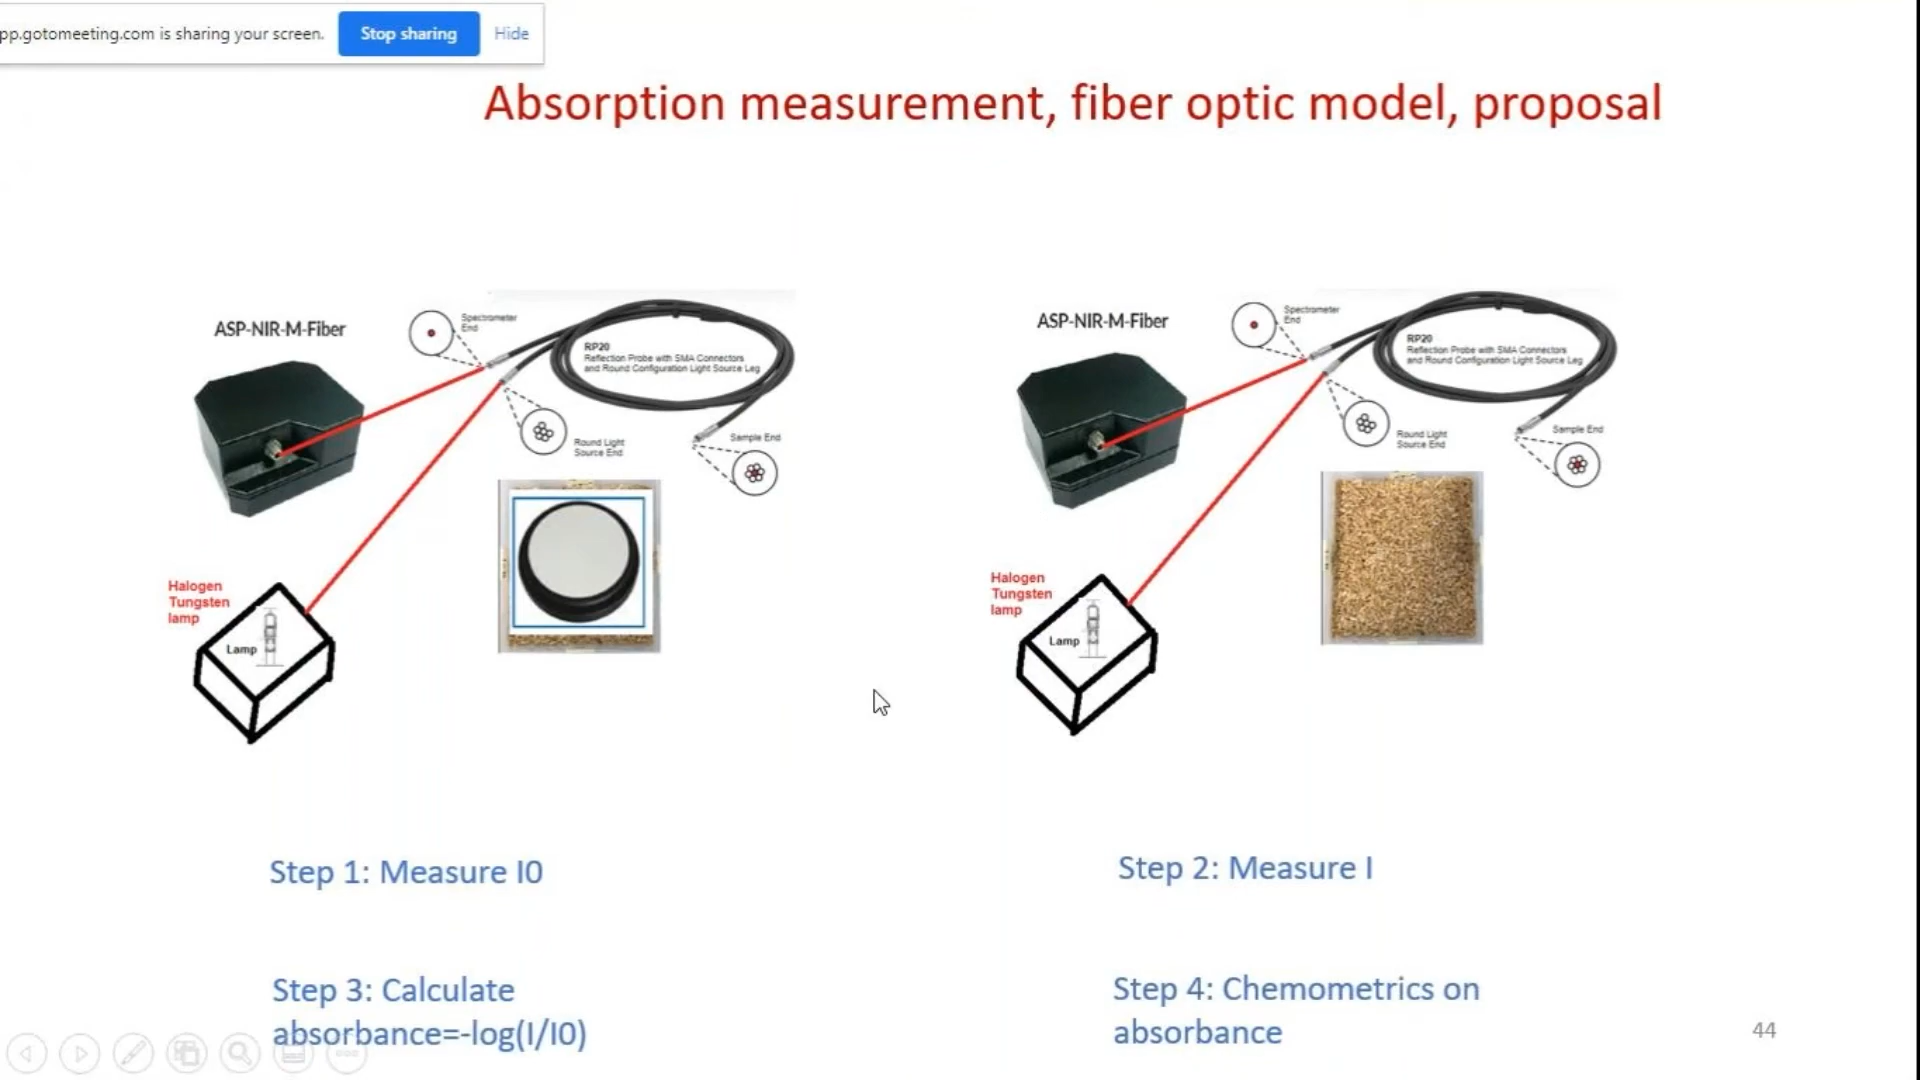 pp.gotomeeting.com is sharing your screen.
Stop sharing
Hide
Absorption measurement, fiber optic model, proposal
ASP-NIR-M-Fiber
Spectrometer
End
RP20
Reflection Probe with SMA Connectors
and Round Configuration Light Source Leg
Round Light
Source End
Sample End
Halogen
Tungsten
lamp
Lamp
ASP-NIR-M-Fiber
Spectrometer
End
RP20
Reflection Probe with SMA Connectors
and Round Configuration Light Source Leg
Round Light
Source End
Sample End
Halogen
Tungsten
lamp
Lamp
Step 1: Measure I0
Step 2: Measure I
Step 3: Calculate
absorbance=-log(I/I0)
Step 4: Chemometrics on
absorbance
44